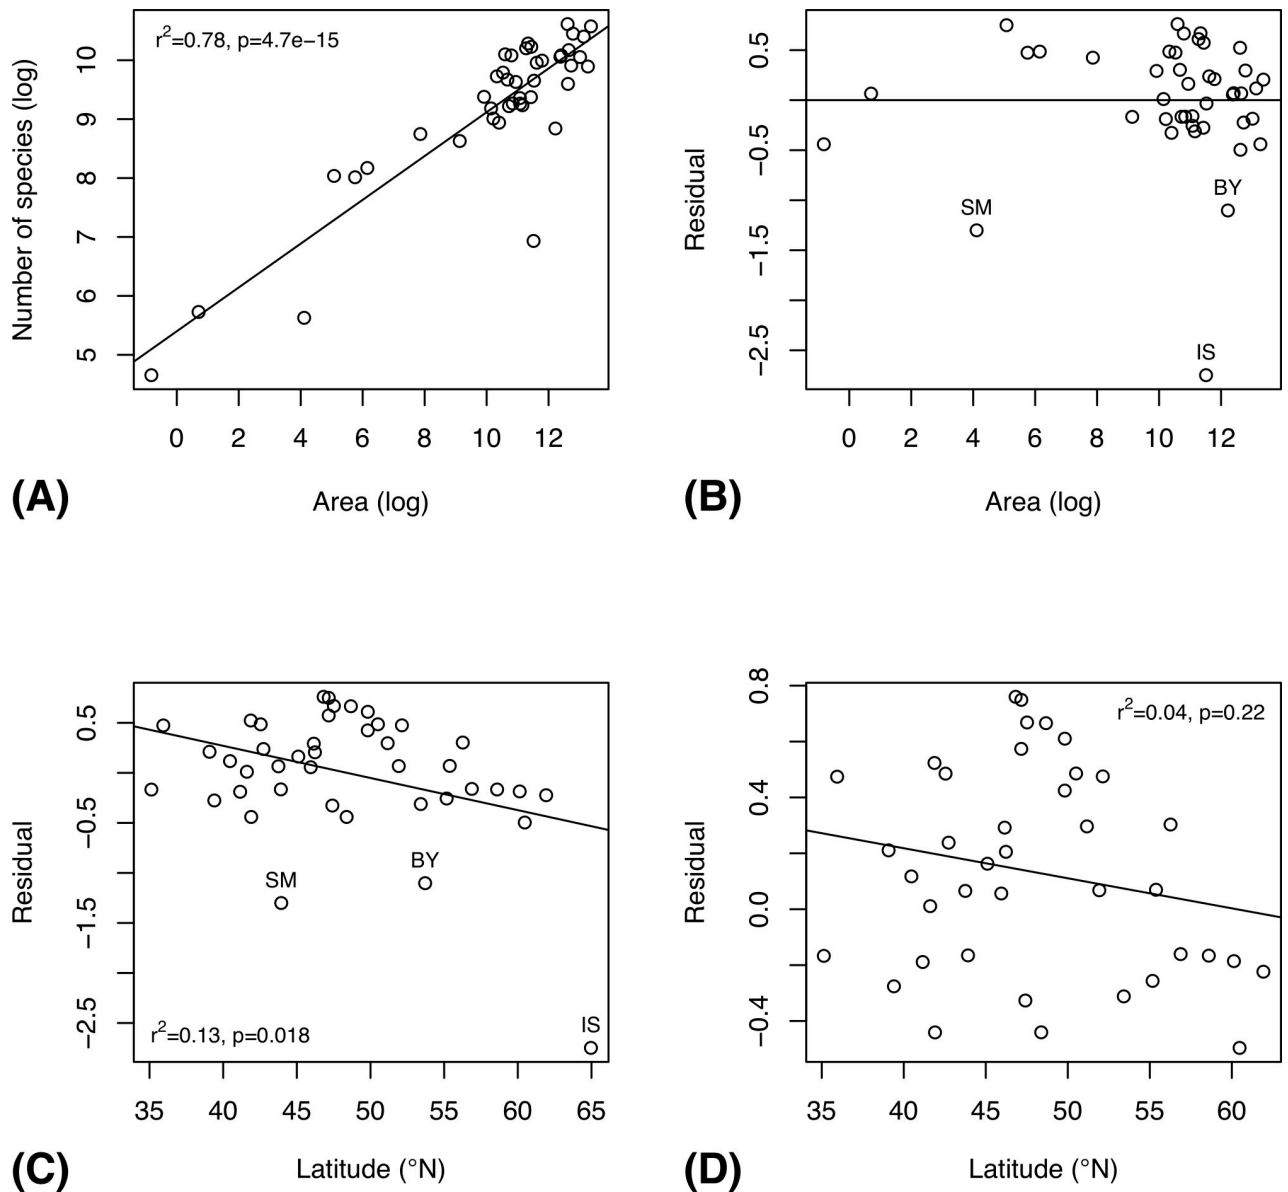 r²=0.78, p=4.7e−15
Number of species (log)
10
9
8
7
6
5
0 2 4 6 8 10 12
Area (log)
(A)
Residual
0.5
−0.5
−1.5
−2.5
SM
BY
IS
0 2 4 6 8 10 12
Area (log)
(B)
Residual
0.5
−0.5
−1.5
−2.5
SM
BY
IS
r²=0.13, p=0.018
35 40 45 50 55 60 65
Latitude (°N)
(C)
r²=0.04, p=0.22
Residual
0.8
0.4
0.0
−0.4
35 40 45 50 55 60
Latitude (°N)
(D)